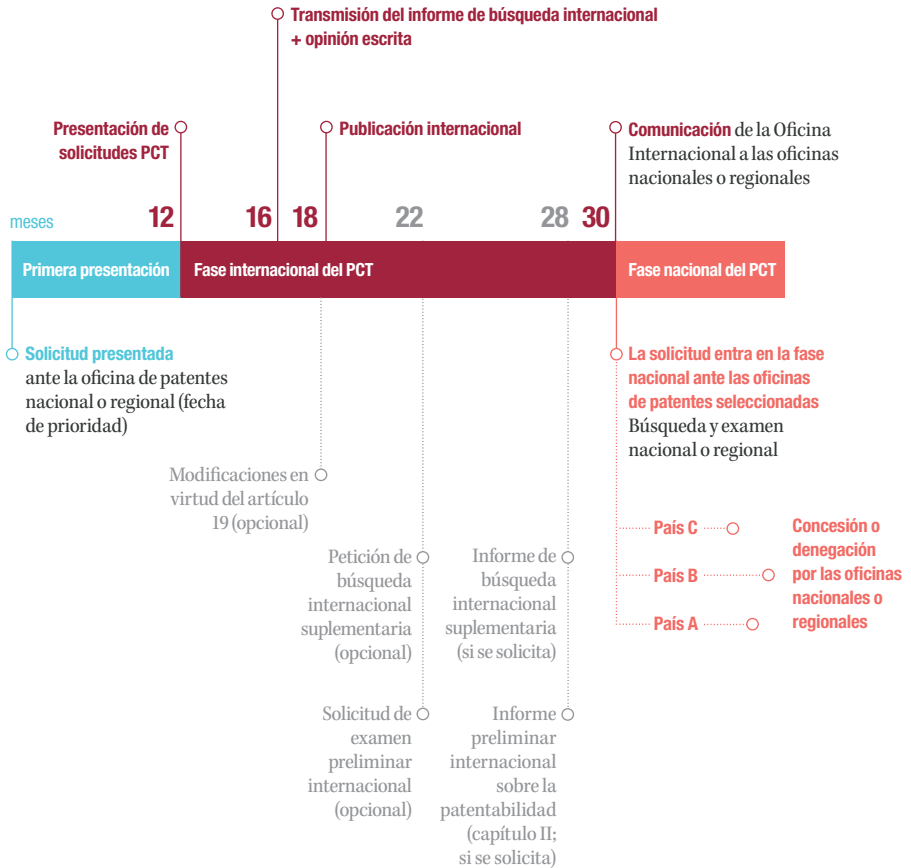 Transmisión del informe de búsqueda internacional
+ opinión escrita
Presentación de
solicitudes PCT
Publicación internacional
Comunicación de la Oficina
Internacional a las oficinas
nacionales o regionales
meses
12
16
18
22
28
30
Primera presentación
Fase internacional del PCT
Fase nacional del PCT
Solicitud presentada
ante la oficina de patentes
nacional o regional (fecha
de prioridad)
La solicitud entra en la fase
nacional ante las oficinas
de patentes seleccionadas
Búsqueda y examen
nacional o regional
Modificaciones en
virtud del artículo
19 (opcional)
Petición de
búsqueda
internacional
suplementaria
(opcional)
Informe de
búsqueda
internacional
suplementaria
(si se solicita)
País C
País B
País A
Concesión o
denegación
por las oficinas
nacionales o
regionales
Solicitud de
examen
preliminar
internacional
(opcional)
Informe
preliminar
internacional
sobre la
patentabilidad
(capítulo II;
si se solicita)